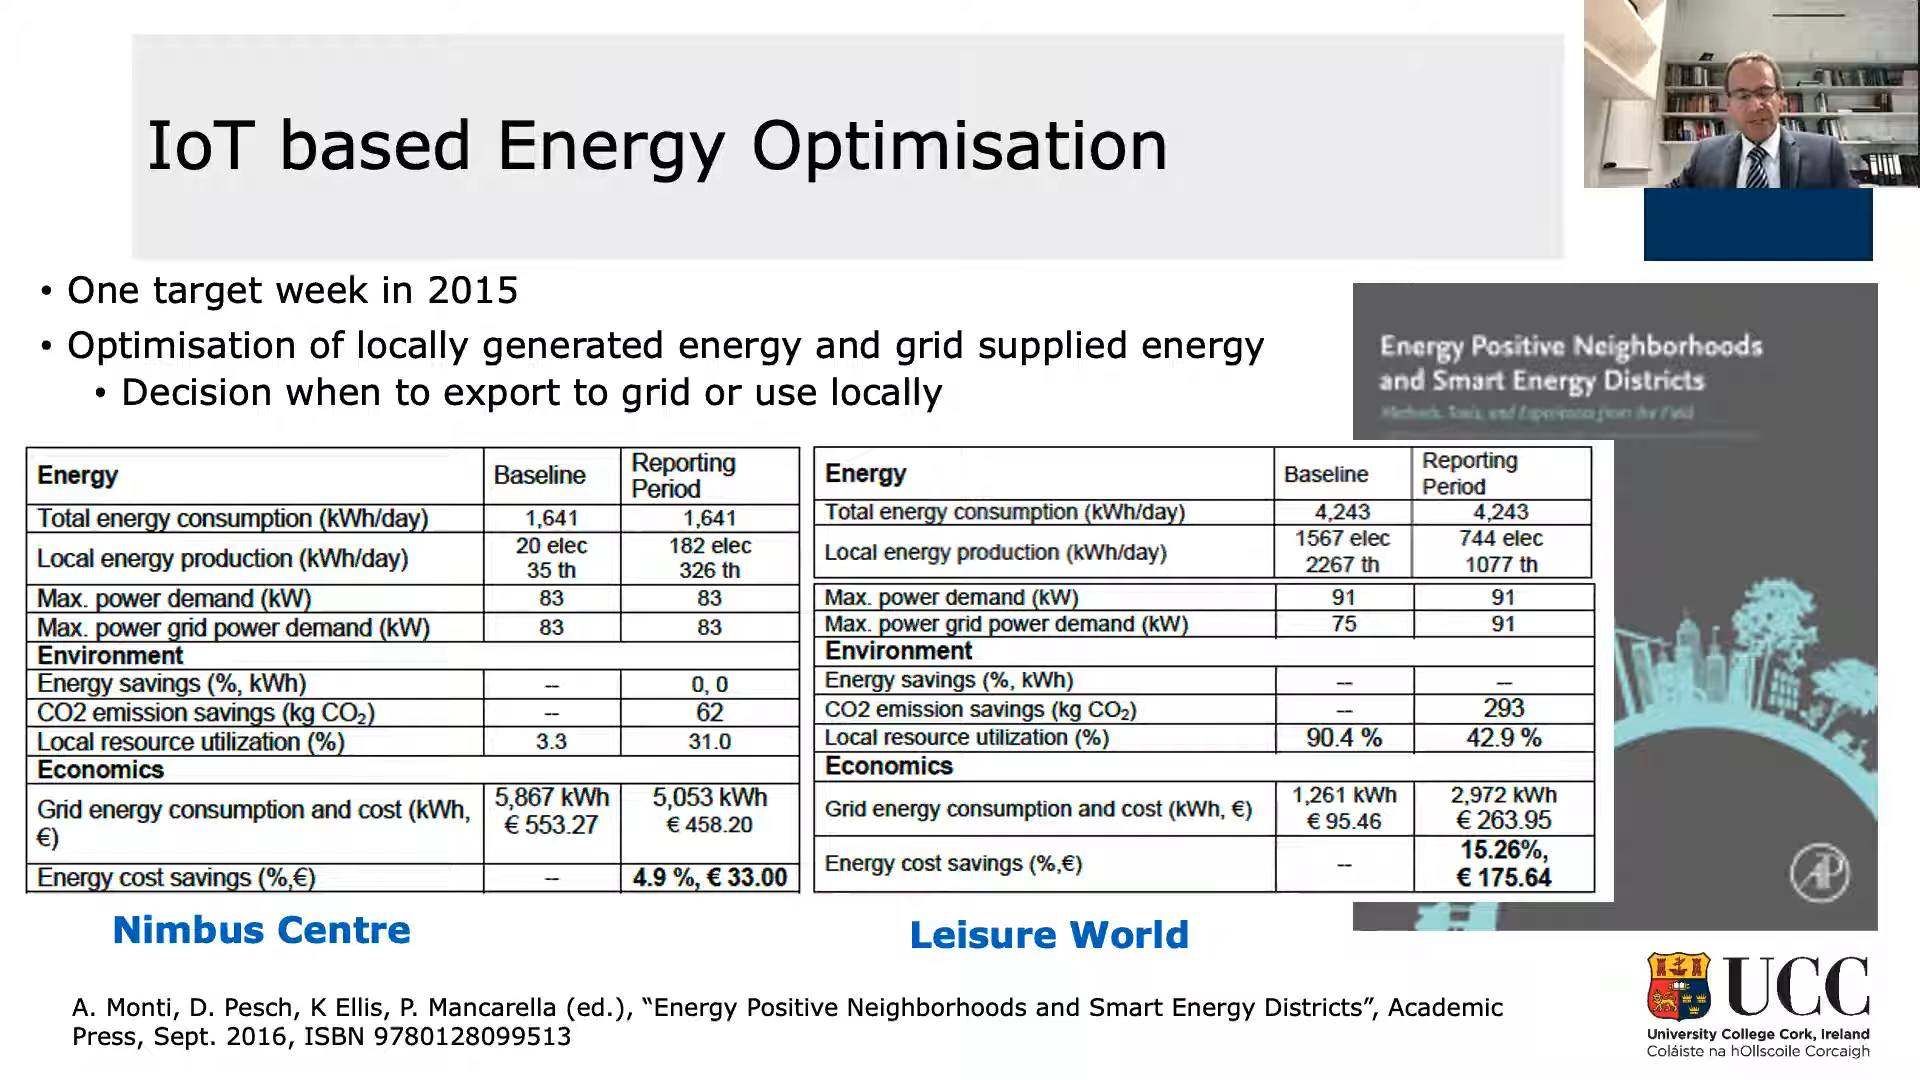 IoT based Energy Optimisation
• One target week in 2015
• Optimisation of locally generated energy and grid supplied energy
• Decision when to export to grid or use locally
Energy Positive Neighborhoods
and Smart Energy Districts
Methods, Tools, and Experiences from the Field
Energy Baseline Reporting Period
Total energy consumption (kWh/day) 1,641 1,641
Local energy production (kWh/day) 20 elec 35 th 182 elec 326 th
Max. power demand (kW) 83 83
Max. power grid power demand (kW) 83 83
Environment
Energy savings (%, kWh) -- 0, 0
CO2 emission savings (kg CO₂) -- 62
Local resource utilization (%) 3.3 31.0
Economics
Grid energy consumption and cost (kWh, €) 5,867 kWh € 553.27 5,053 kWh € 458.20
Energy cost savings (%,€) -- 4.9 %, € 33.00
Nimbus Centre
Energy Baseline Reporting Period
Total energy consumption (kWh/day) 4,243 4,243
Local energy production (kWh/day) 1567 elec 2267 th 744 elec 1077 th
Max. power demand (kW) 91 91
Max. power grid power demand (kW) 75 91
Environment
Energy savings (%, kWh) -- --
CO2 emission savings (kg CO₂) -- 293
Local resource utilization (%) 90.4 % 42.9 %
Economics
Grid energy consumption and cost (kWh, €) 1,261 kWh € 95.46 2,972 kWh € 263.95
Energy cost savings (%,€) -- 15.26%, € 175.64
Leisure World
AP
A. Monti, D. Pesch, K Ellis, P. Mancarella (ed.), “Energy Positive Neighborhoods and Smart Energy Districts”, Academic
Press, Sept. 2016, ISBN 9780128099513
UCC
University College Cork, Ireland
Coláiste na hOllscoile Corcaigh